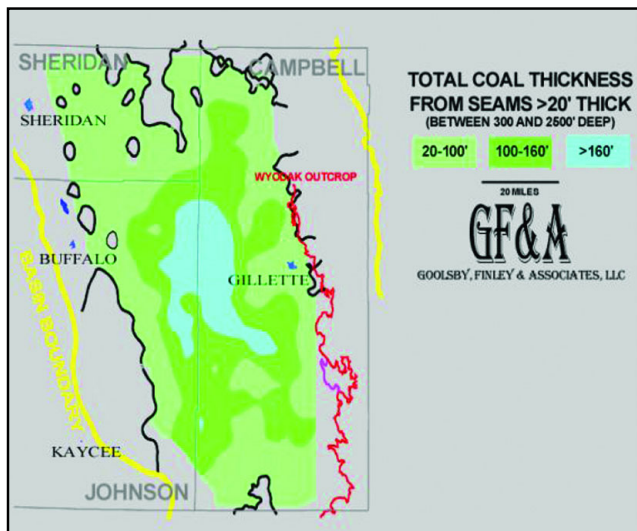 SHERIDAN
CAMPBELL
SHERIDAN
WYODAK OUTCROP
BUFFALO
GILLETTE
BASIN BOUNDARY
KAYCEE
JOHNSON
TOTAL COAL THICKNESS
FROM SEAMS >20' THICK
(BETWEEN 300 AND 2500' DEEP)
20-100'
100-160'
>160'
20 MILES
GF&A
GOOLSBY, FINLEY & ASSOCIATES, LLC